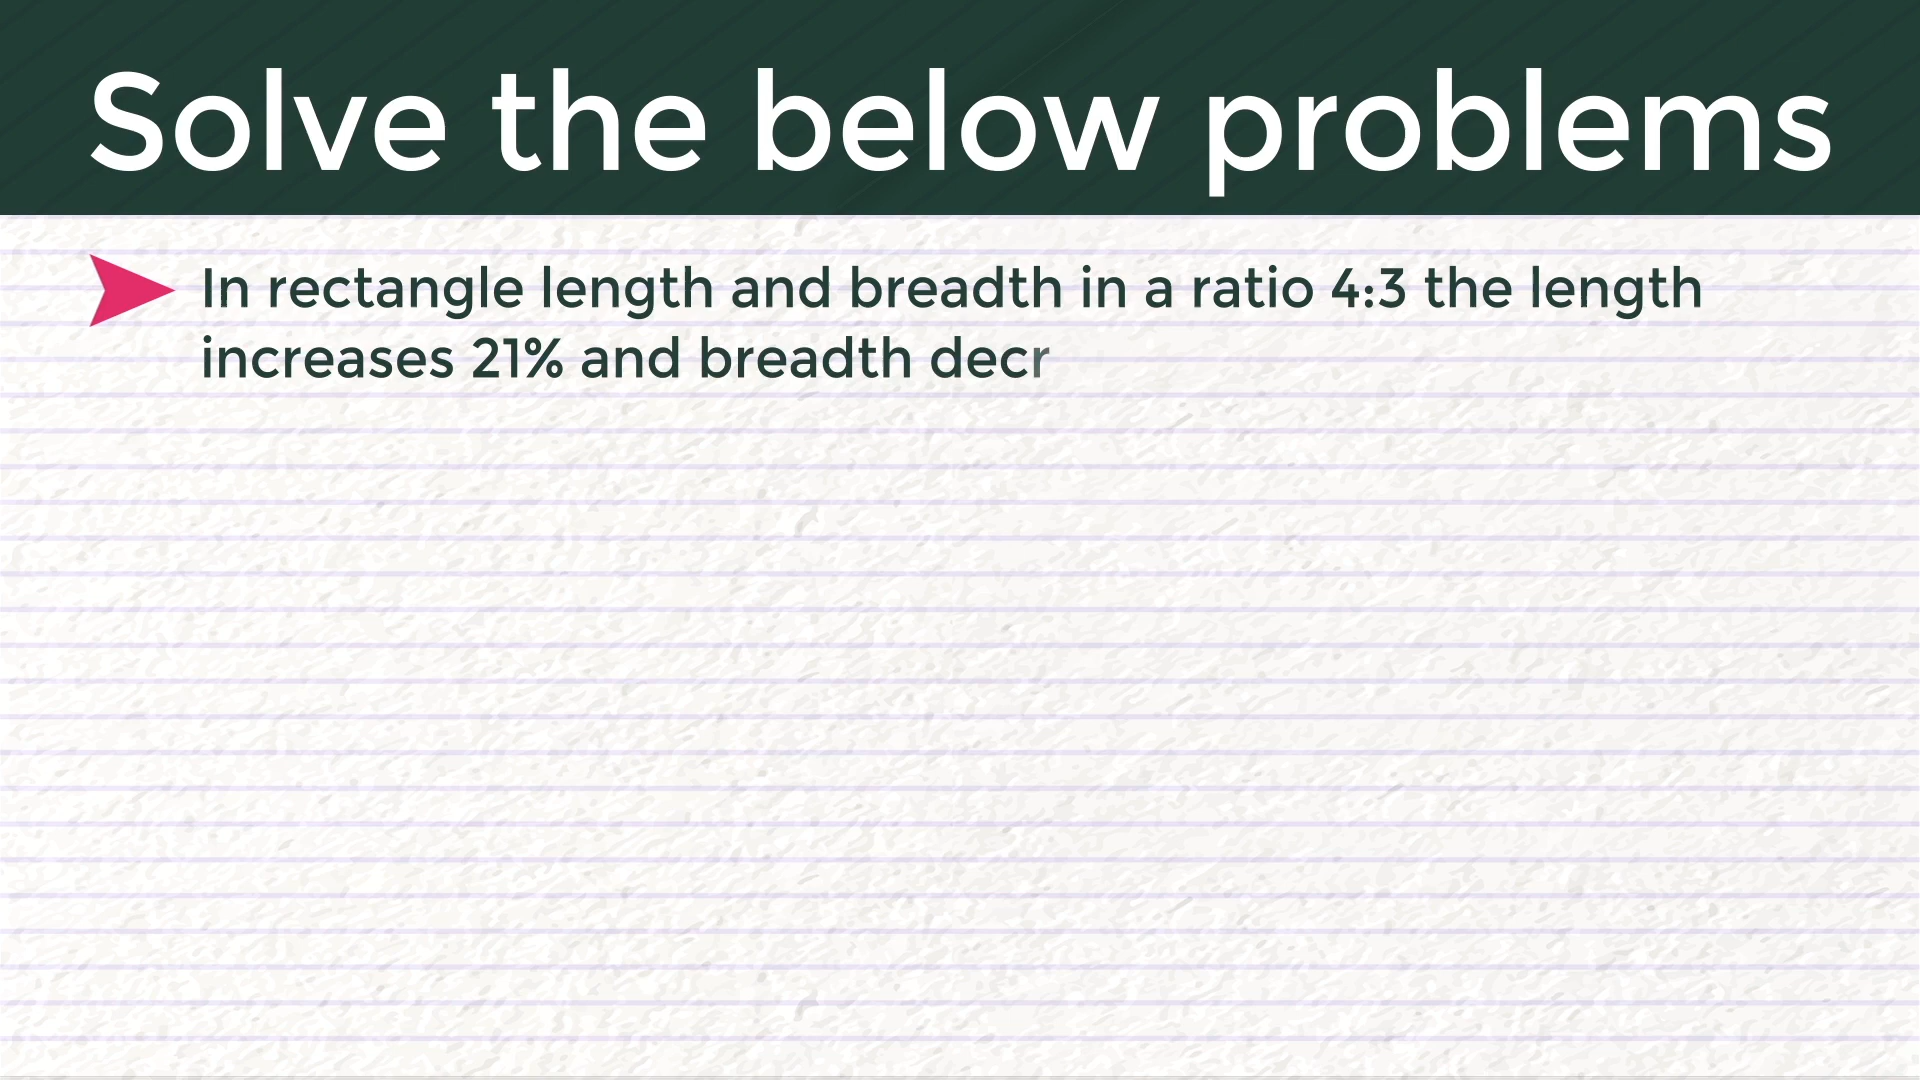 Solve the below problems
In rectangle length and breadth in a ratio 4:3 the length
increases 21% and breadth decr